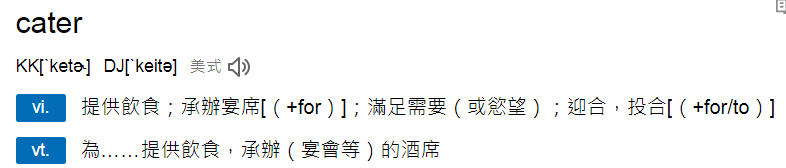 cater
KK[ˋketɚ] DJ[ˋkeitə] 美式
vi. 提供飲食；承辦宴席[（+for）]；滿足需要（或慾望）；迎合，投合[（+for/to）]
vt. 為……提供飲食，承辦（宴會等）的酒席